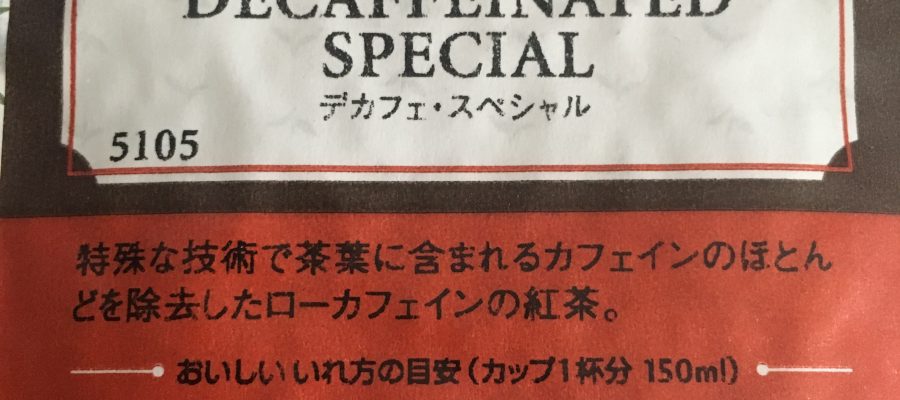 DECAFFEINATED
SPECIAL
デカフェ・スペシャル
5105
特殊な技術で茶葉に含まれるカフェインのほとん
どを除去したローカフェインの紅茶。
おいしいいれ方の目安(カップ1杯分 150ml)